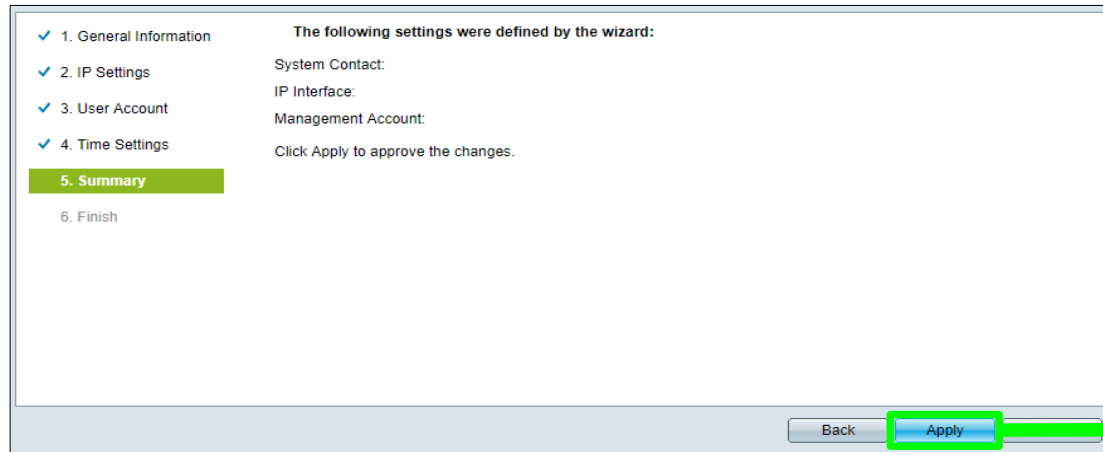 1. General Information
2. IP Settings
3. User Account
4. Time Settings
5. Summary
6. Finish
The following settings were defined by the wizard:
System Contact:
IP Interface:
Management Account:
Click Apply to approve the changes.
Back
Apply